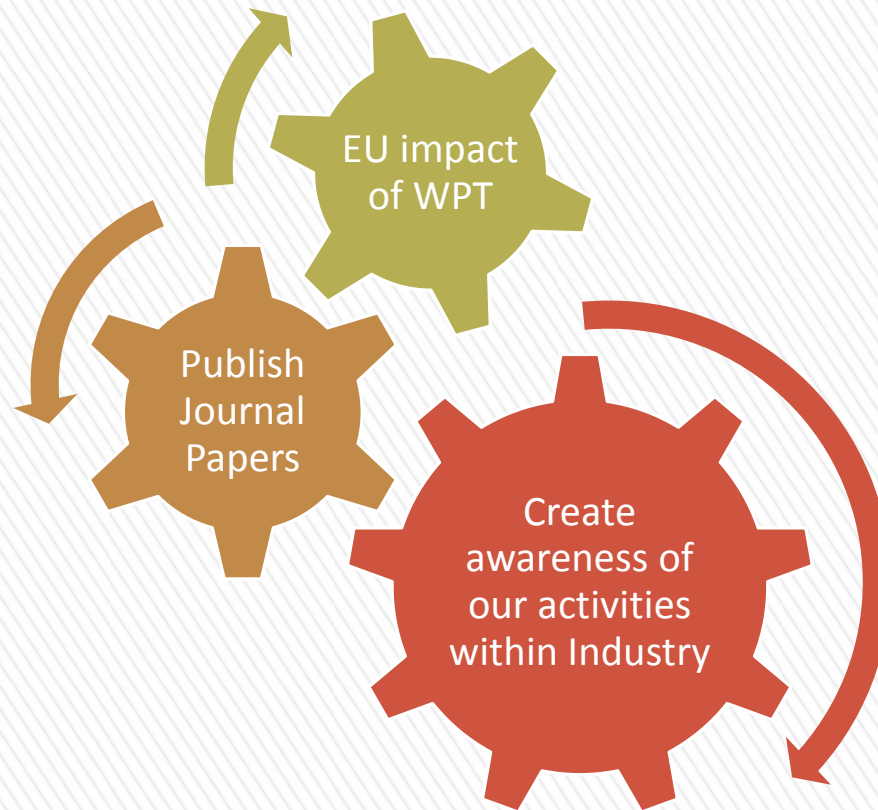 EU impact
of WPT
Publish
Journal
Papers
Create
awareness of
our activities
within Industry